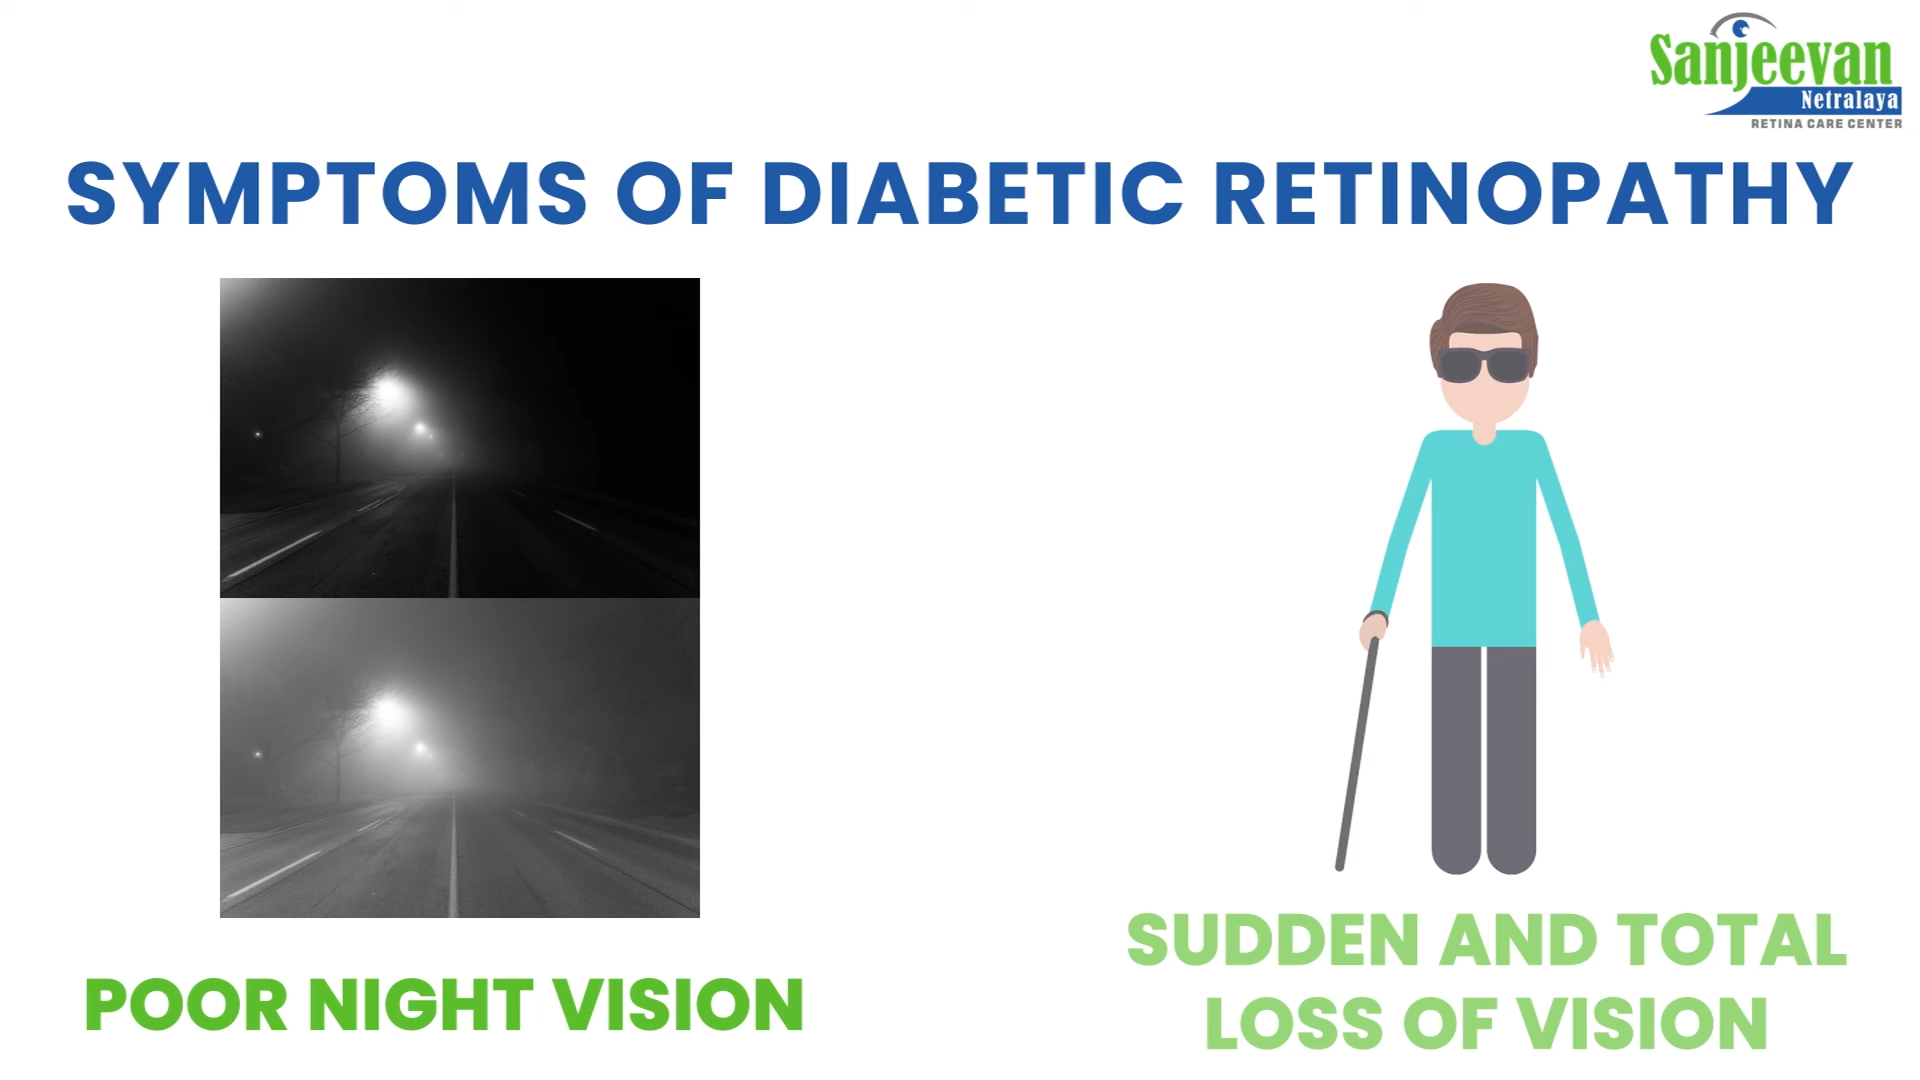 Sanjeevan
Netralaya
RETINA CARE CENTER
SYMPTOMS OF DIABETIC RETINOPATHY
POOR NIGHT VISION
SUDDEN AND TOTAL
LOSS OF VISION